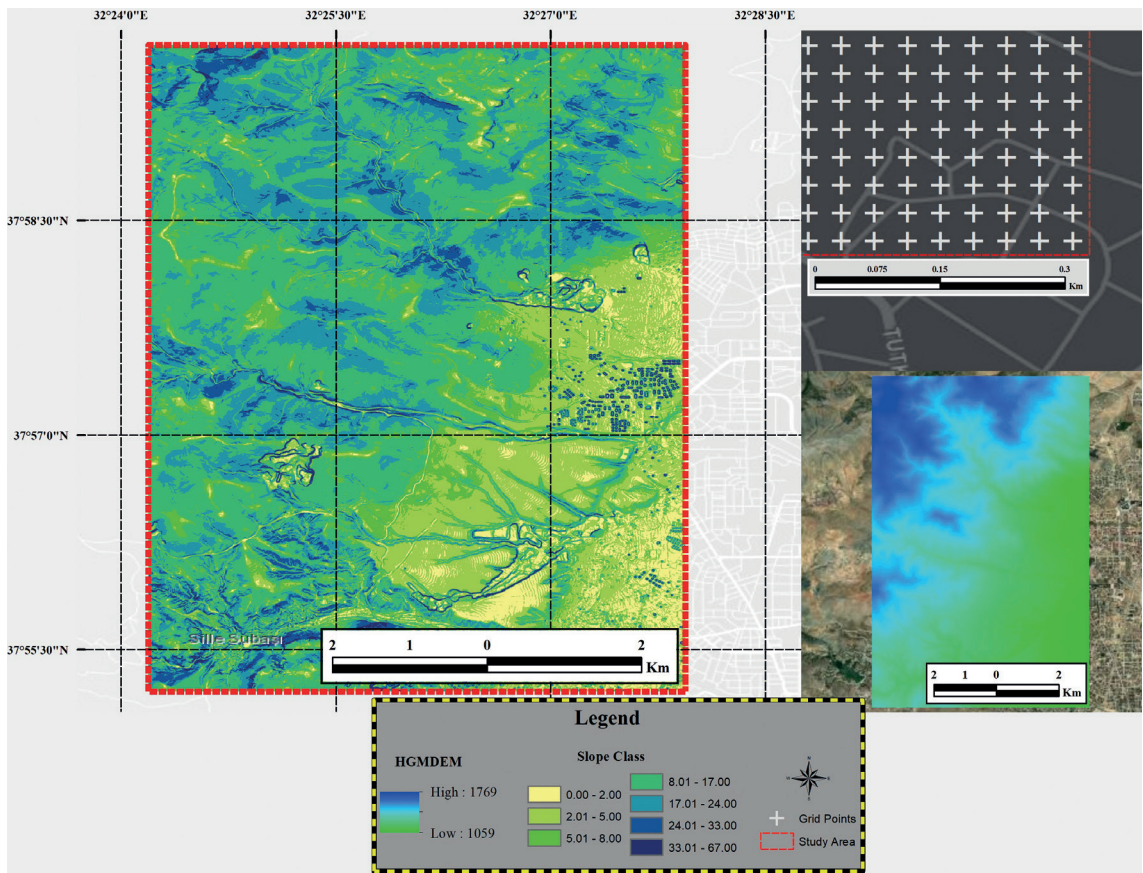 32°24'0"E
32°25'30"E
32°27'0"E
32°28'30"E
37°58'30"N
37°57'0"N
37°55'30"N
Sille Subaşı
2 1 0 2
Km
0 0.075 0.15 0.3
Km
2 1 0 2
Km
Legend
HGMDEM
High : 1769
Low : 1059
Slope Class
0.00 - 2.00
2.01 - 5.00
5.01 - 8.00
8.01 - 17.00
17.01 - 24.00
24.01 - 33.00
33.01 - 67.00
N
W E
S
Grid Points
Study Area